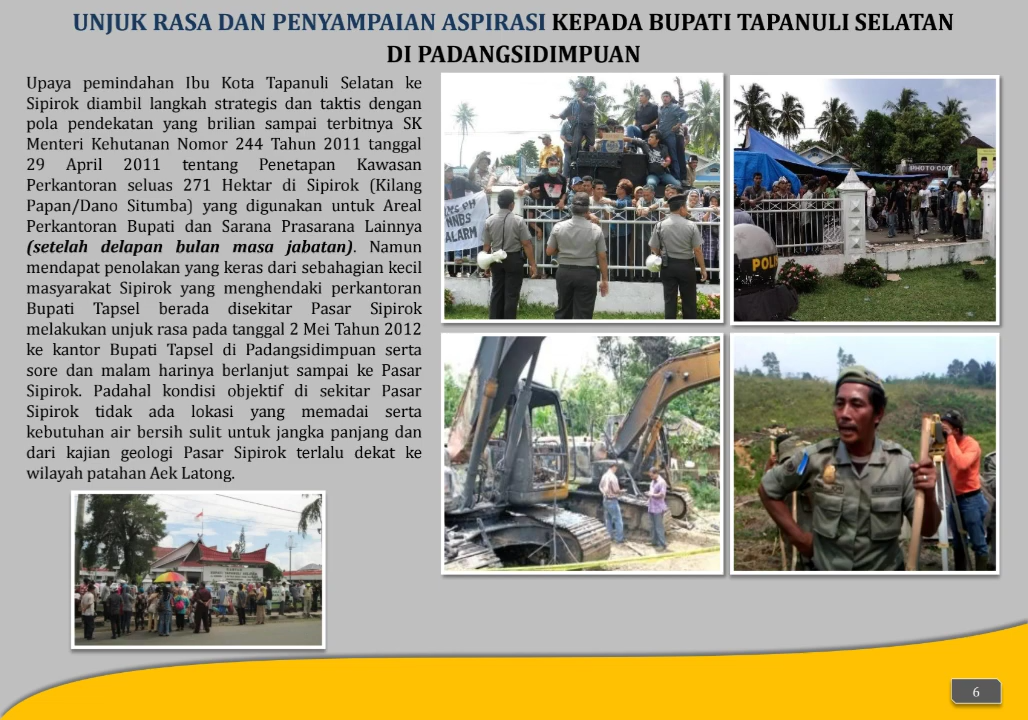 UNJUK RASA DAN PENYAMPAIAN ASPIRASI KEPADA BUPATI TAPANULI SELATAN
DI PADANGSIDIMPUAN
Upaya pemindahan Ibu Kota Tapanuli Selatan ke
Sipirok diambil langkah strategis dan taktis dengan
pola pendekatan yang brilian sampai terbitnya SK
Menteri Kehutanan Nomor 244 Tahun 2011 tanggal
29 April 2011 tentang Penetapan Kawasan
Perkantoran seluas 271 Hektar di Sipirok (Kilang
Papan/Dano Situmba) yang digunakan untuk Areal
Perkantoran Bupati dan Sarana Prasarana Lainnya
(setelah delapan bulan masa jabatan). Namun
mendapat penolakan yang keras dari sebahagian kecil
masyarakat Sipirok yang menghendaki perkantoran
Bupati Tapsel berada disekitar Pasar Sipirok
melakukan unjuk rasa pada tanggal 2 Mei Tahun 2012
ke kantor Bupati Tapsel di Padangsidimpuan serta
sore dan malam harinya berlanjut sampai ke Pasar
Sipirok. Padahal kondisi objektif di sekitar Pasar
Sipirok tidak ada lokasi yang memadai serta
kebutuhan air bersih sulit untuk jangka panjang dan
dari kajian geologi Pasar Sipirok terlalu dekat ke
wilayah patahan Aek Latong.
NNBS
ALARM
PHOTO COP
POLIS
6